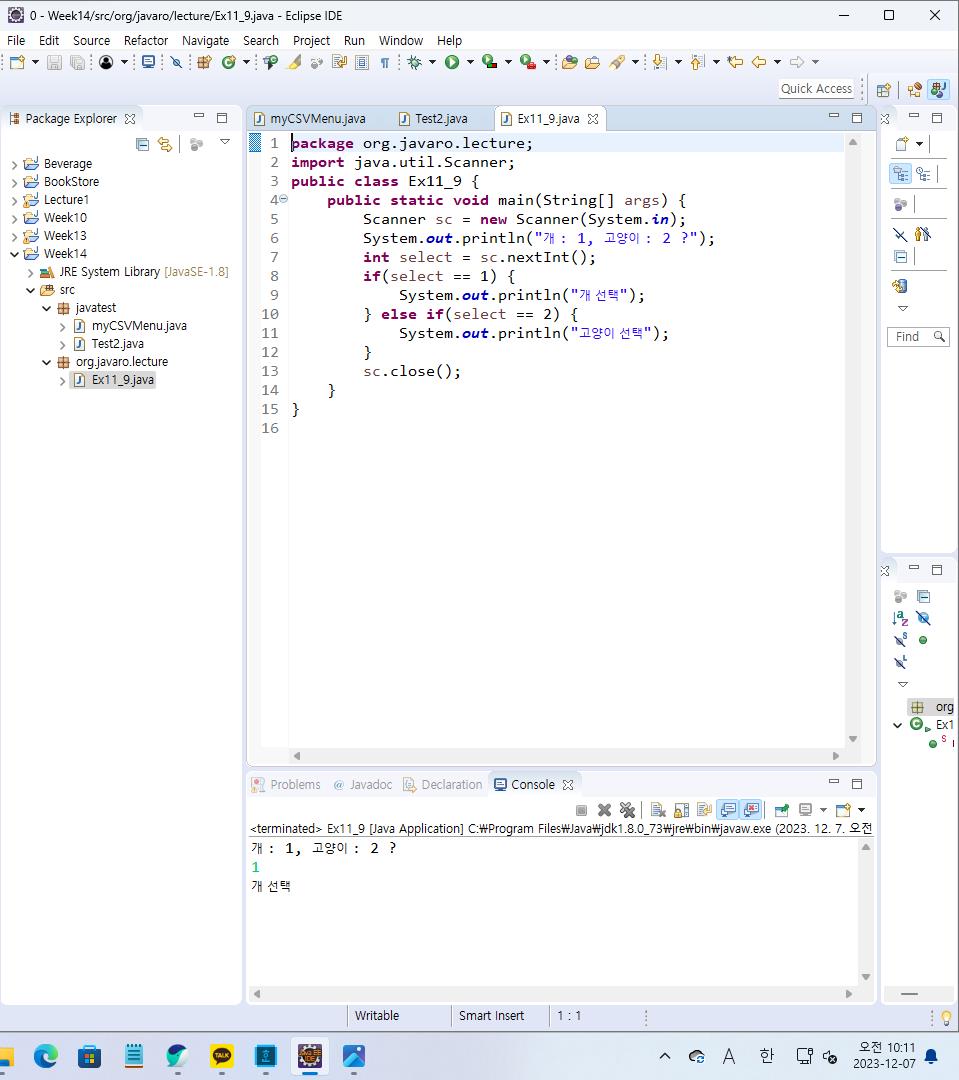 0 - Week14/src/org/javaro/lecture/Ex11_9.java - Eclipse IDE
File Edit Source Refactor Navigate Search Project Run Window Help
Quick Access
Package Explorer
Beverage
BookStore
Lecture1
Week10
Week13
Week14
JRE System Library [JavaSE-1.8]
src
javatest
myCSVMenu.java
Test2.java
org.javaro.lecture
Ex11_9.java
myCSVMenu.java Test2.java Ex11_9.java
1 package org.javaro.lecture;
2 import java.util.Scanner;
3 public class Ex11_9 {
4 public static void main(String[] args) {
5 Scanner sc = new Scanner(System.in);
6 System.out.println("개 : 1, 고양이 : 2 ?");
7 int select = sc.nextInt();
8 if(select == 1) {
9 System.out.println("개 선택");
10 } else if(select == 2) {
11 System.out.println("고양이 선택");
12 }
13 sc.close();
14 }
15 }
16
Find
org
Ex1
Problems @ Javadoc Declaration Console
<terminated> Ex11_9 [Java Application] C:₩Program Files₩Java₩jdk1.8.0_73₩jre₩bin₩javaw.exe (2023. 12. 7. 오전
개 : 1, 고양이 : 2 ?
1
개 선택
Writable Smart Insert 1 : 1
TALK
Java EE IDE
A 한
오전 10:11
2023-12-07